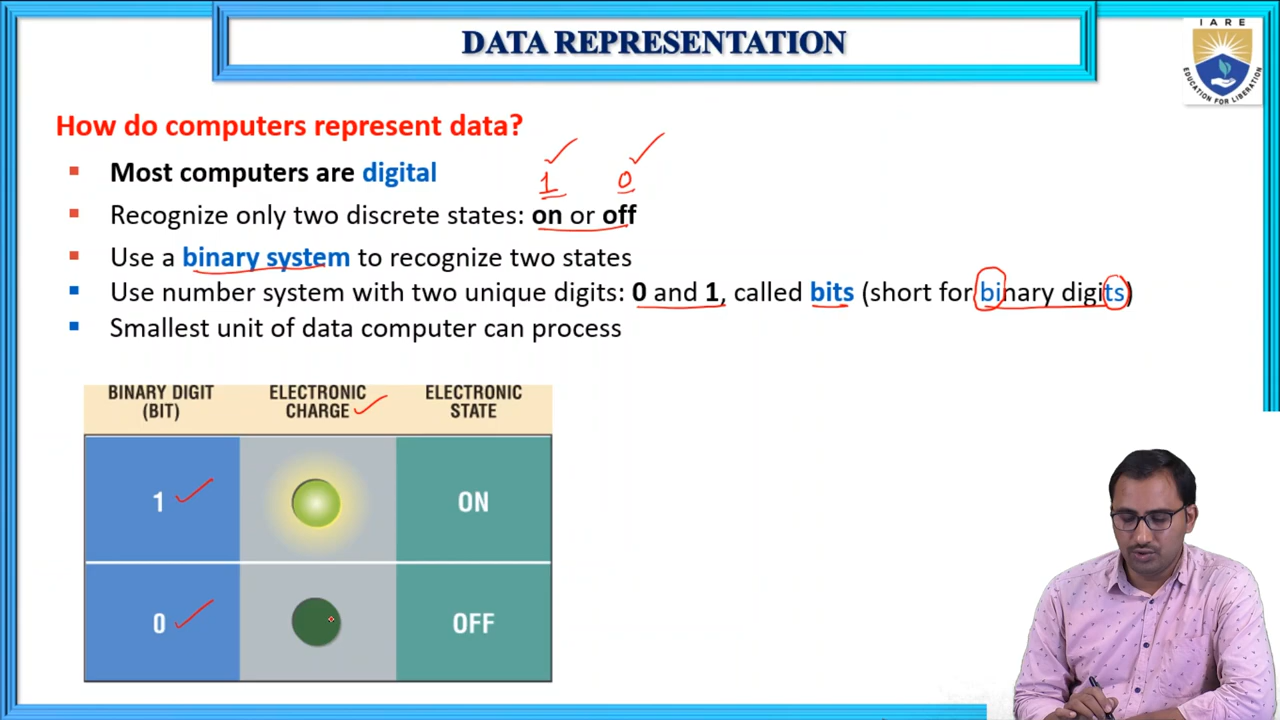 DATA REPRESENTATION
IARE
EDUCATION FOR LIBERATION
How do computers represent data?
Most computers are digital
1 0
Recognize only two discrete states: on or off
Use a binary system to recognize two states
Use number system with two unique digits: 0 and 1, called bits (short for binary digits)
Smallest unit of data computer can process
BINARY DIGIT (BIT)
ELECTRONIC CHARGE
ELECTRONIC STATE
1 ON
0 OFF